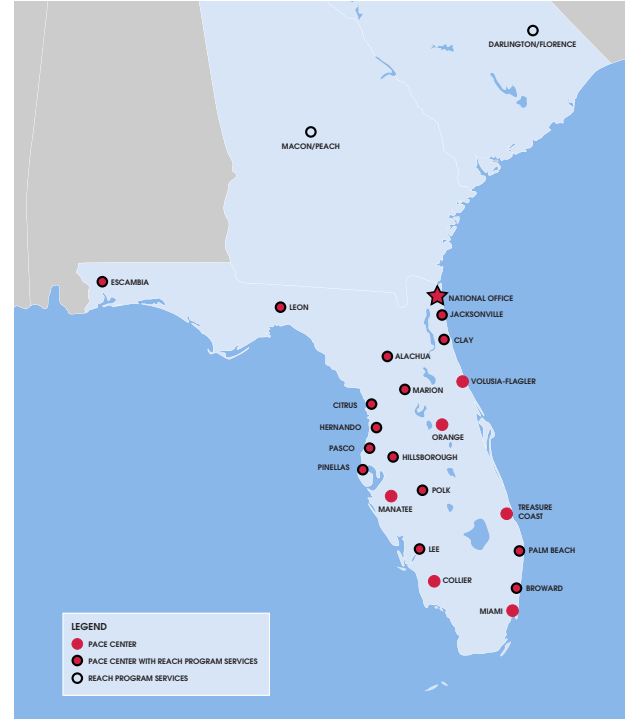 DARLINGTON/FLORENCE
MACON/PEACH
ESCAMBIA
LEON
NATIONAL OFFICE
JACKSONVILLE
CLAY
ALACHUA
VOLUSIA-FLAGLER
MARION
CITRUS
HERNANDO
ORANGE
PASCO
HILLSBOROUGH
PINELLAS
POLK
MANATEE
TREASURE
COAST
LEE
PALM BEACH
COLLIER
BROWARD
MIAMI
LEGEND
PACE CENTER
PACE CENTER WITH REACH PROGRAM SERVICES
REACH PROGRAM SERVICES